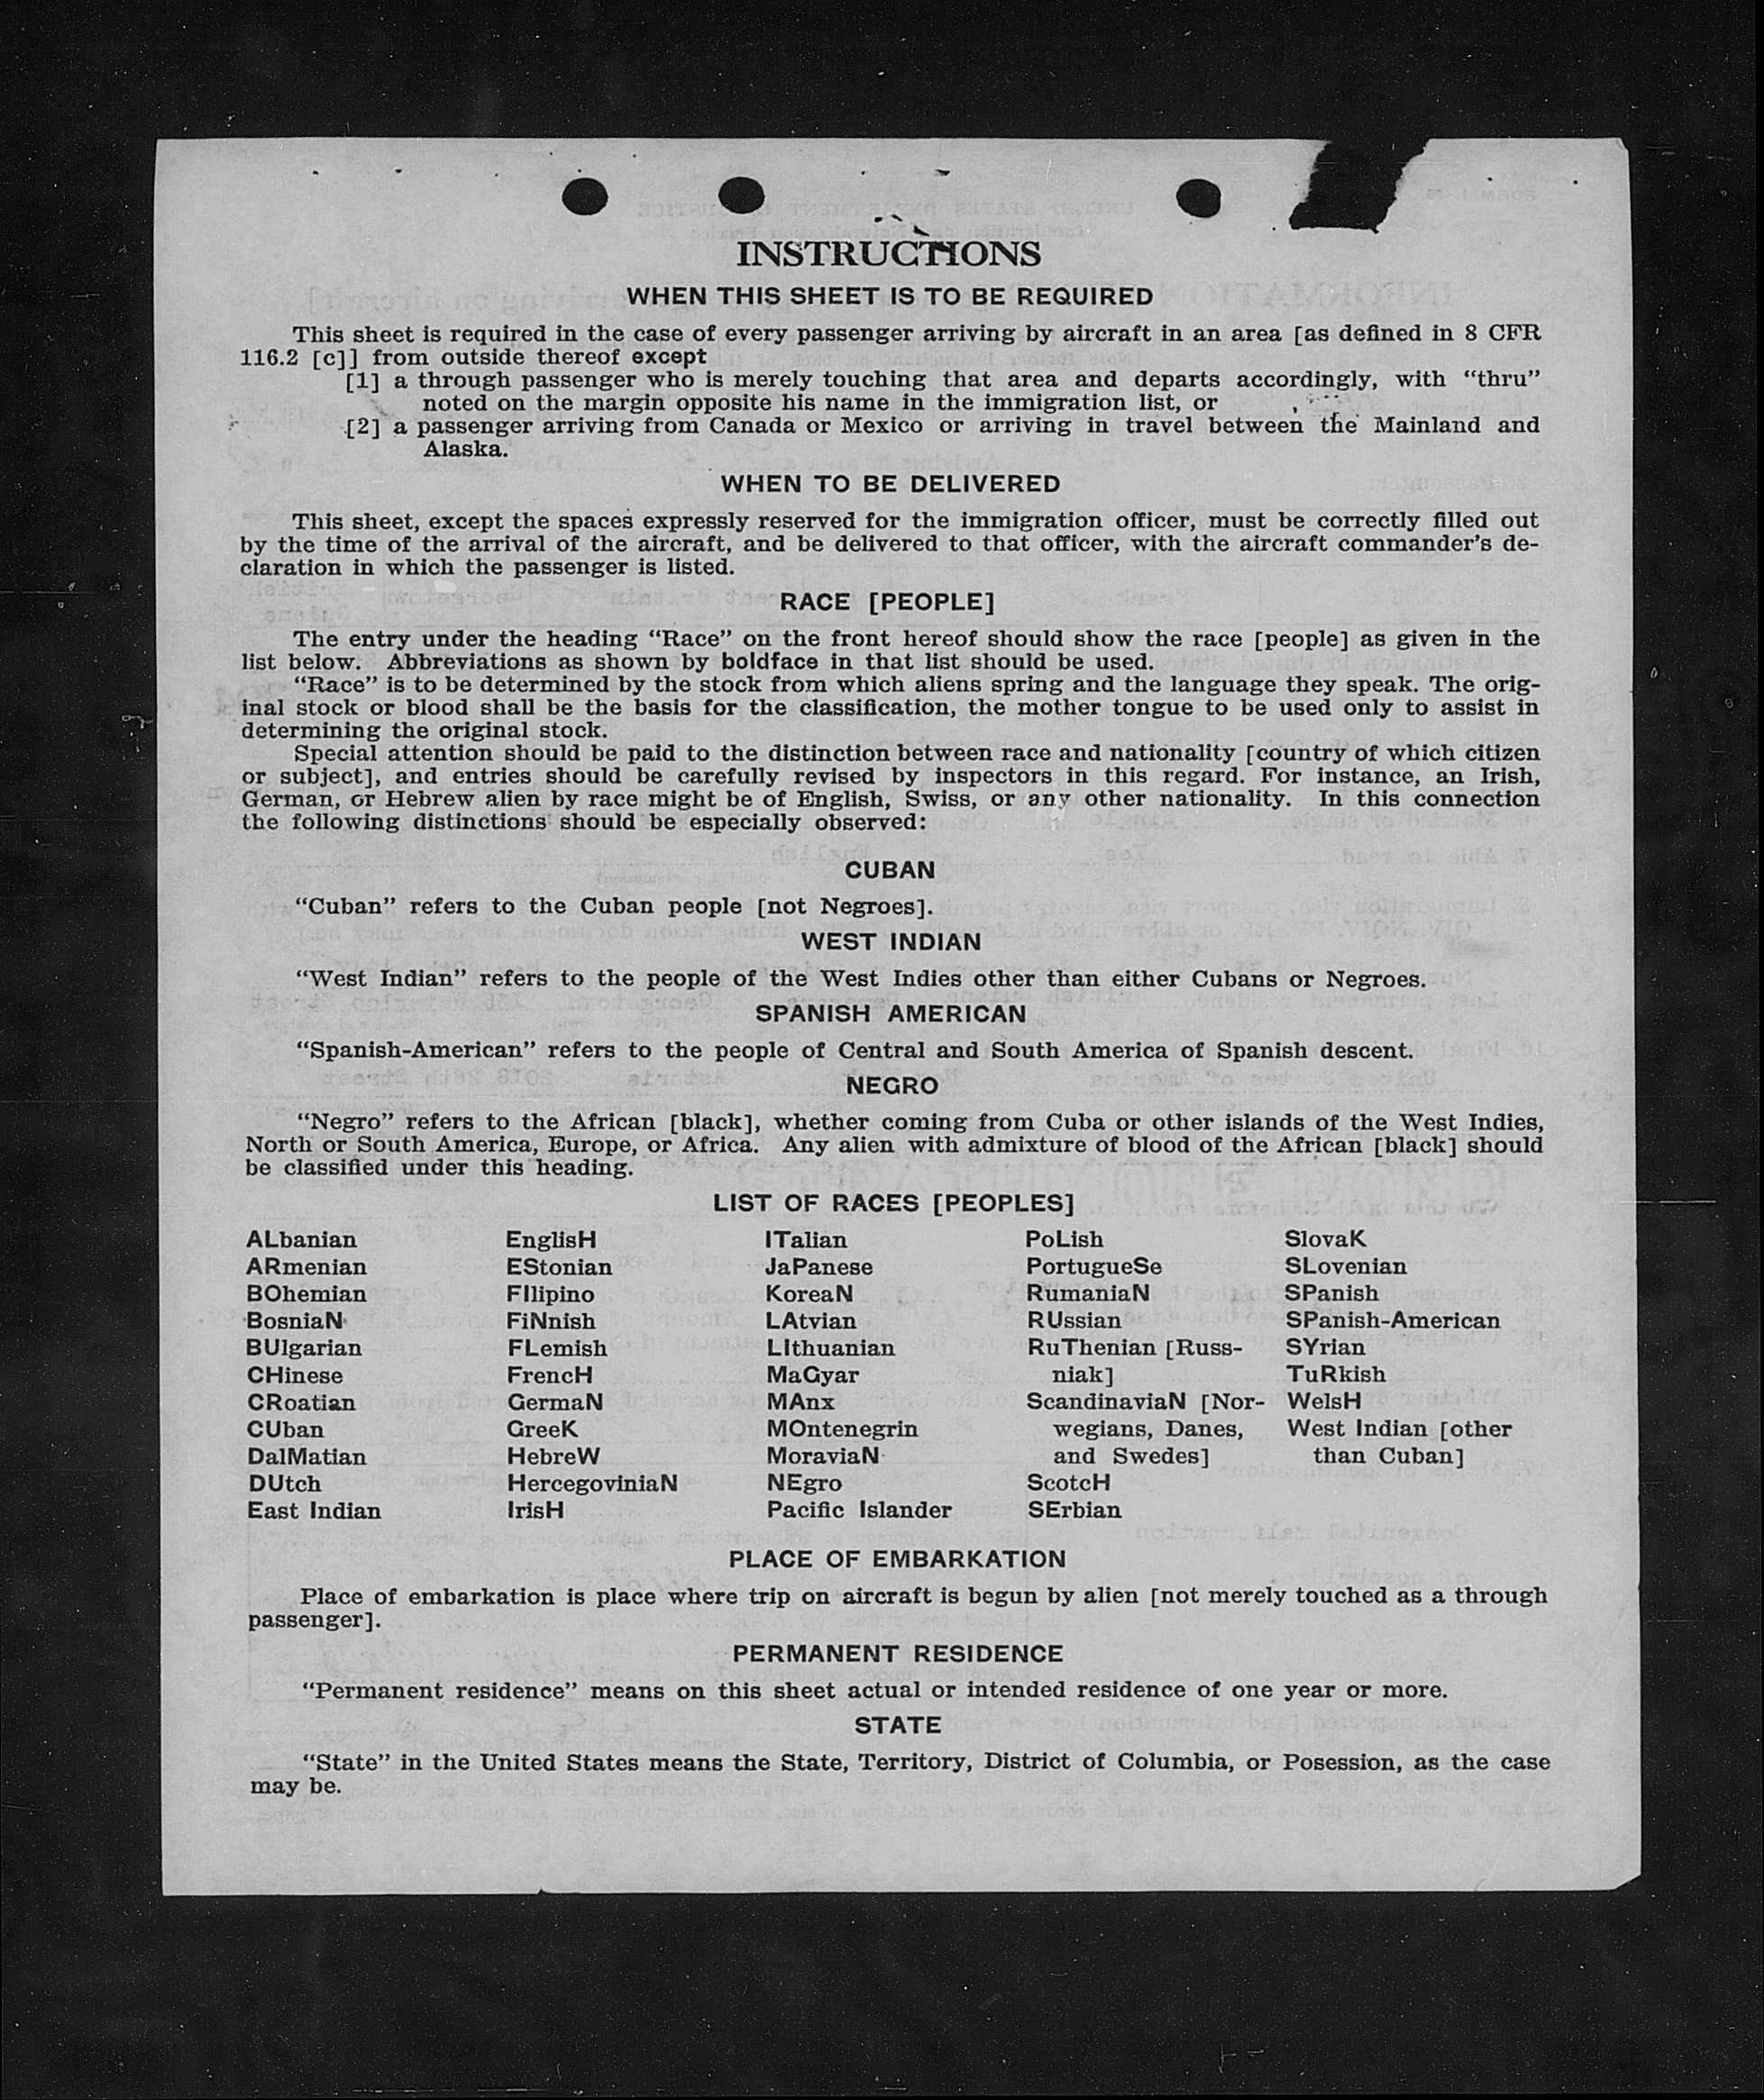 INSTRUCTIONS
WHEN THIS SHEET IS TO BE REQUIRED
This sheet is required in the case of every passenger arriving by aircraft in an area [as defined in 8 CFR
116.2 [c]] from outside thereof except
[1] a through passenger who is merely touching that area and departs accordingly, with “thru”
noted on the margin opposite his name in the immigration list, or
[2] a passenger arriving from Canada or Mexico or arriving in travel between the Mainland and
Alaska.
WHEN TO BE DELIVERED
This sheet, except the spaces expressly reserved for the immigration officer, must be correctly filled out
by the time of the arrival of the aircraft, and be delivered to that officer, with the aircraft commander’s de-
claration in which the passenger is listed.
RACE [PEOPLE]
The entry under the heading “Race” on the front hereof should show the race [people] as given in the
list below. Abbreviations as shown by boldface in that list should be used.
“Race” is to be determined by the stock from which aliens spring and the language they speak. The orig-
inal stock or blood shall be the basis for the classification, the mother tongue to be used only to assist in
determining the original stock.
Special attention should be paid to the distinction between race and nationality [country of which citizen
or subject], and entries should be carefully revised by inspectors in this regard. For instance, an Irish,
German, or Hebrew alien by race might be of English, Swiss, or any other nationality. In this connection
the following distinctions should be especially observed:
CUBAN
“Cuban” refers to the Cuban people [not Negroes].
WEST INDIAN
“West Indian” refers to the people of the West Indies other than either Cubans or Negroes.
SPANISH AMERICAN
“Spanish-American” refers to the people of Central and South America of Spanish descent.
NEGRO
“Negro” refers to the African [black], whether coming from Cuba or other islands of the West Indies,
North or South America, Europe, or Africa. Any alien with admixture of blood of the African [black] should
be classified under this heading.
LIST OF RACES [PEOPLES]
ALbanian EnglisH ITalian PoLish SlovaK
ARmenian EStonian JaPanese PortugueSe SLovenian
BOhemian FIlipino KoreaN RumaniaN SPanish
BosniaN FiNnish LAtvian RUssian SPanish-American
BUlgarian FLemish LIthuanian RuThenian [Russ- SYrian
CHinese FrencH MaGyar niak] TuRkish
CRoatian GermaN MAnx ScandinaviaN [Nor- WelsH
CUban GreeK MOntenegrin wegians, Danes, West Indian [other
DalMatian HebreW MoraviaN and Swedes] than Cuban]
DUtch HercegoviniaN NEgro ScotcH
East Indian IrisH Pacific Islander SErbian
PLACE OF EMBARKATION
Place of embarkation is place where trip on aircraft is begun by alien [not merely touched as a through
passenger].
PERMANENT RESIDENCE
“Permanent residence” means on this sheet actual or intended residence of one year or more.
STATE
“State” in the United States means the State, Territory, District of Columbia, or Posession, as the case
may be.